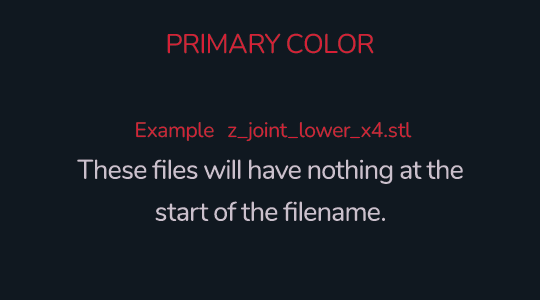 PRIMARY COLOR
Example z_joint_lower_x4.stl
These files will have nothing at the
start of the filename.